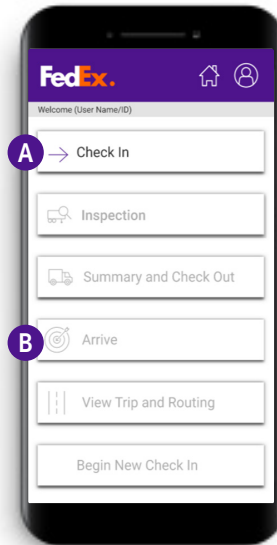 FedEx.
Welcome (User Name/ID)
A
Check In
Inspection
Summary and Check Out
B
Arrive
View Trip and Routing
Begin New Check In